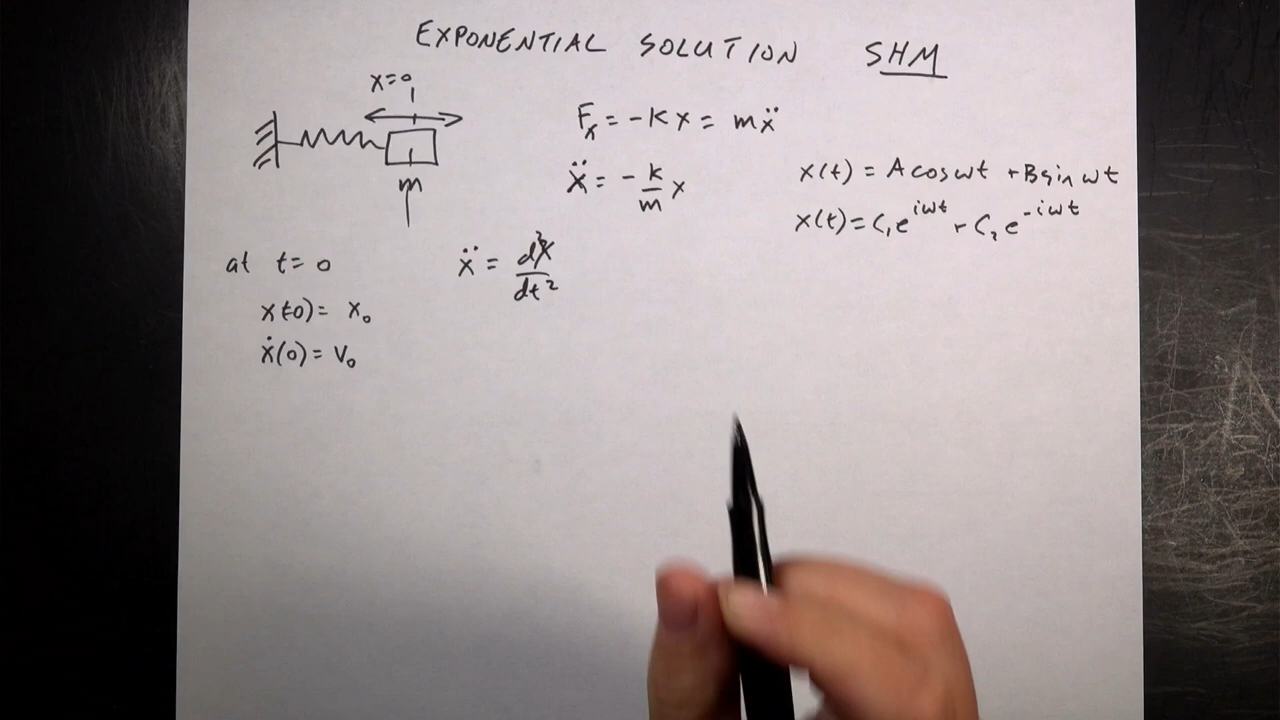 EXPONENTIAL SOLUTION SHM
x=0
Fₓ = -kx = mẍ
m
ẍ = -k/m x
x(t) = A cos ωt + B sin ωt
x(t) = C₁e^{iωt} + C₂e^{-iωt}
at t = 0
ẍ = d²x/dt²
x(0) = x₀
ẋ(0) = v₀